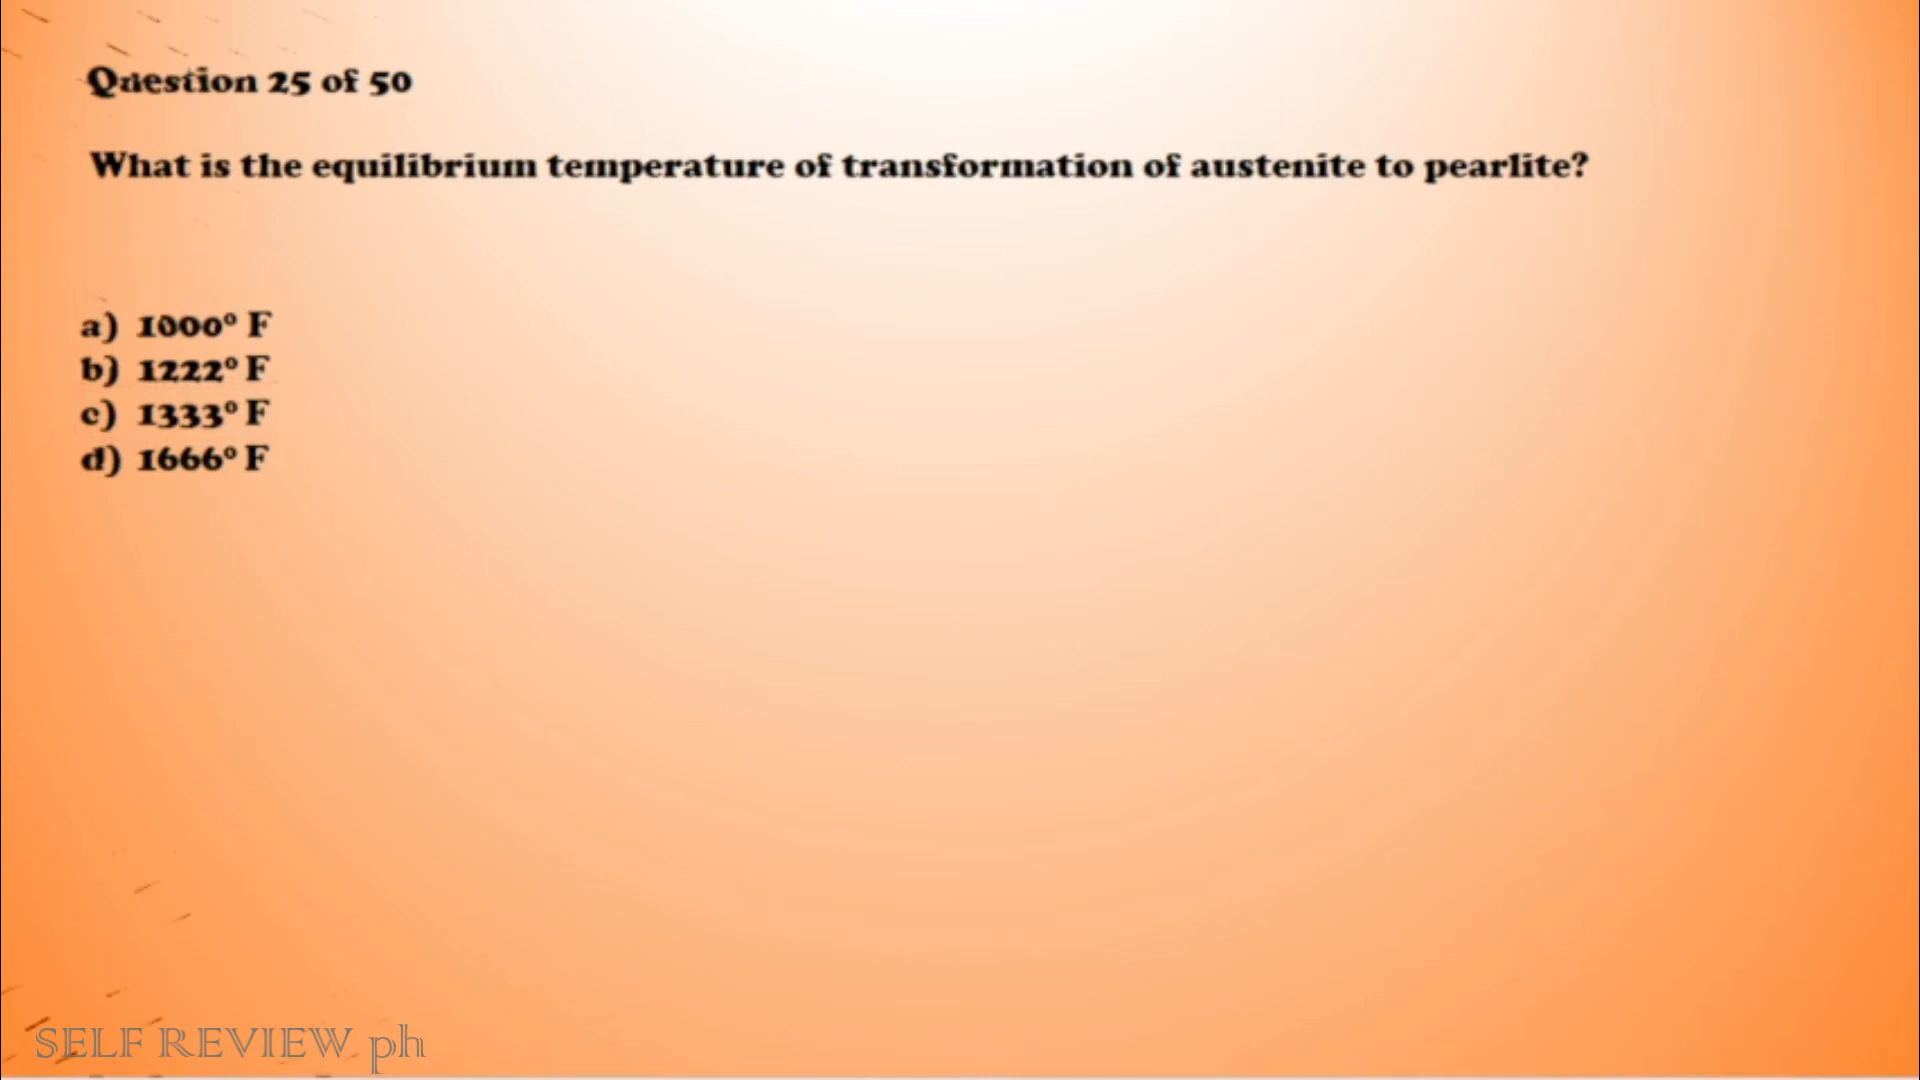 Question 25 of 50
What is the equilibrium temperature of transformation of austenite to pearlite?
a) 1000° F
b) 1222° F
c) 1333° F
d) 1666° F
SELF REVIEW ph